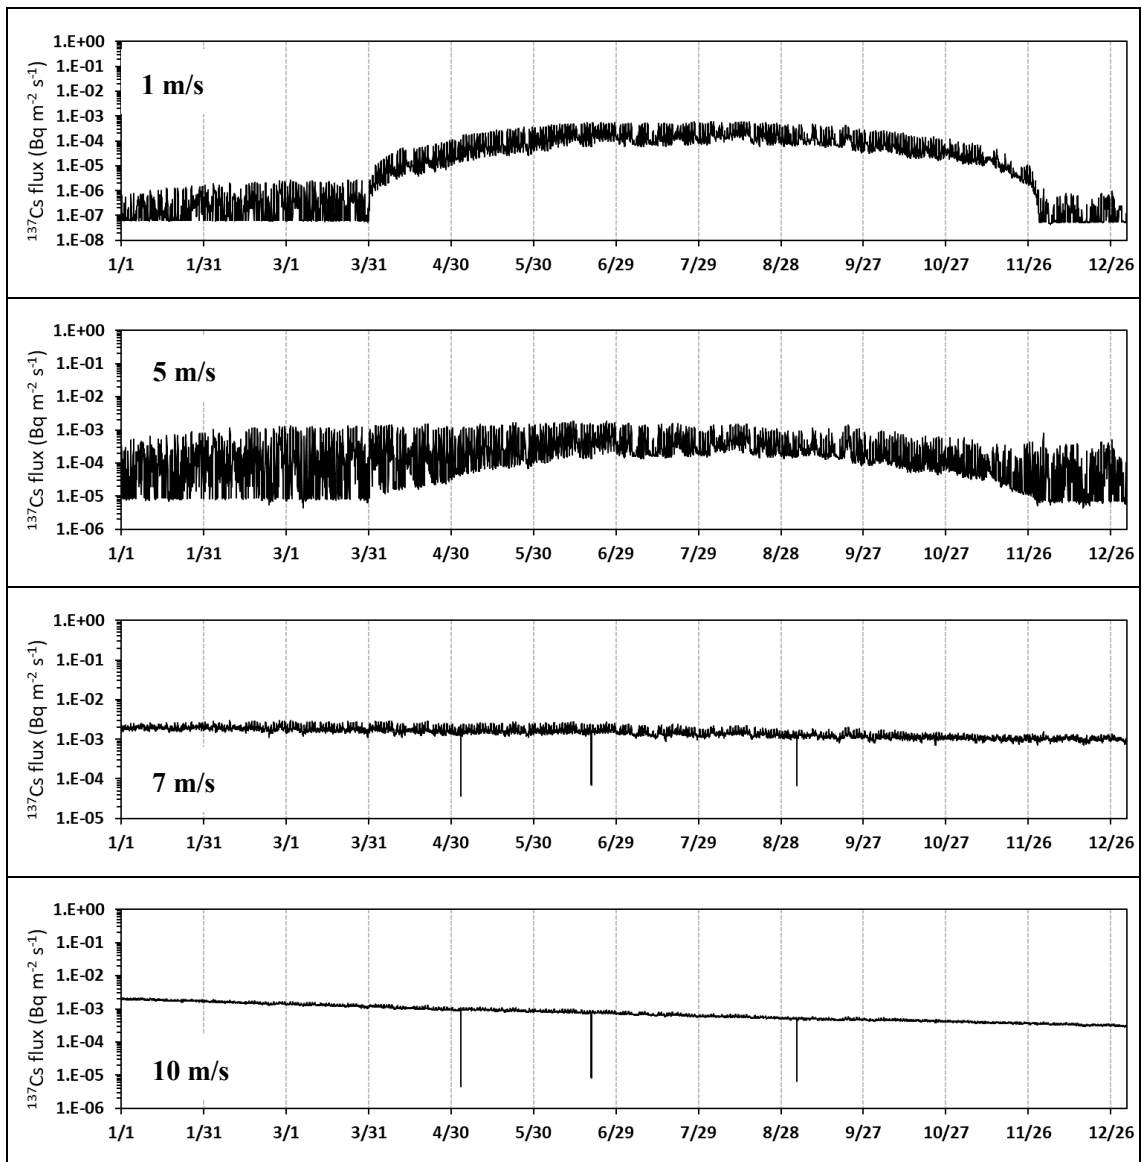 1.E+00
1.E-01
1.E-02
1.E-03
1.E-04
1.E-05
1.E-06
1.E-07
1.E-08
¹³⁷Cs flux (Bq m⁻² s⁻¹)
1 m/s
1/1 1/31 3/1 3/31 4/30 5/30 6/29 7/29 8/28 9/27 10/27 11/26 12/26
1.E+00
1.E-01
1.E-02
1.E-03
1.E-04
1.E-05
1.E-06
¹³⁷Cs flux (Bq m⁻² s⁻¹)
5 m/s
1/1 1/31 3/1 3/31 4/30 5/30 6/29 7/29 8/28 9/27 10/27 11/26 12/26
1.E+00
1.E-01
1.E-02
1.E-03
1.E-04
1.E-05
¹³⁷Cs flux (Bq m⁻² s⁻¹)
7 m/s
1/1 1/31 3/1 3/31 4/30 5/30 6/29 7/29 8/28 9/27 10/27 11/26 12/26
1.E+00
1.E-01
1.E-02
1.E-03
1.E-04
1.E-05
1.E-06
¹³⁷Cs flux (Bq m⁻² s⁻¹)
10 m/s
1/1 1/31 3/1 3/31 4/30 5/30 6/29 7/29 8/28 9/27 10/27 11/26 12/26